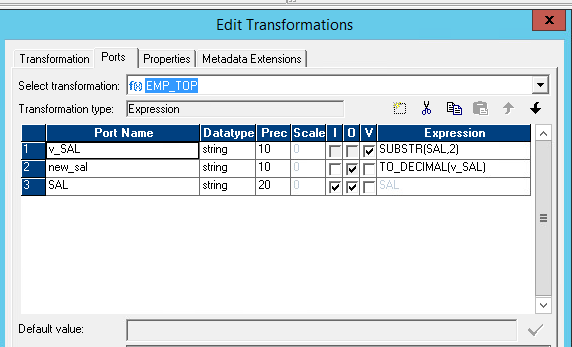 Edit Transformations
x
Transformation Ports Properties Metadata Extensions
Select transformation: f(x) EMP_TOP
Transformation type: Expression
Port Name Datatype Prec Scale I O V Expression
1 v_SAL string 10 0 SUBSTR(SAL,2)
2 new_sal string 10 0 TO_DECIMAL(v_SAL)
3 SAL string 20 0 SAL
Default value: